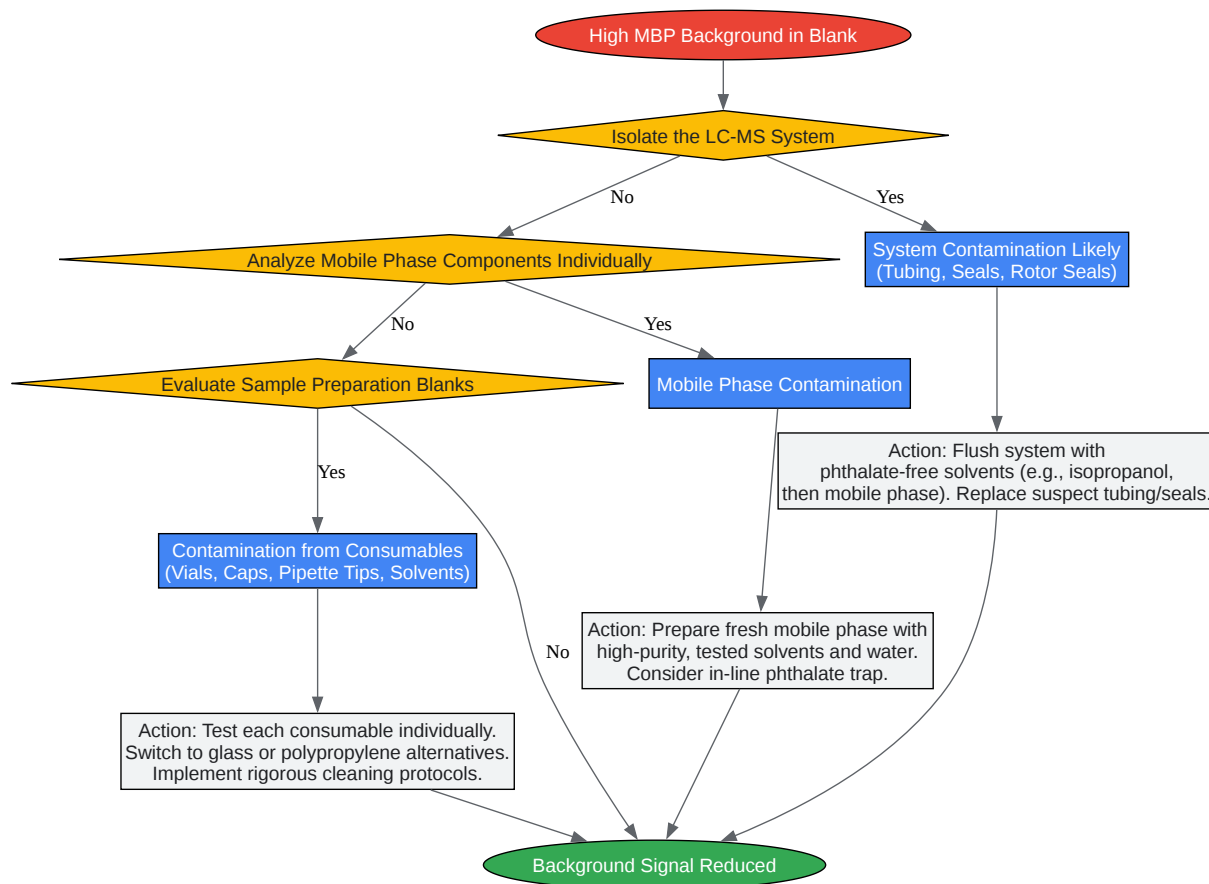 High MBP Background in Blank
Isolate the LC-MS System
No
Yes
Analyze Mobile Phase Components Individually
System Contamination Likely
(Tubing, Seals, Rotor Seals)
No
Yes
Evaluate Sample Preparation Blanks
Mobile Phase Contamination
Action: Flush system with
phthalate-free solvents (e.g., isopropanol,
then mobile phase). Replace suspect tubing/seals.
Yes
Contamination from Consumables
(Vials, Caps, Pipette Tips, Solvents)
No
Action: Prepare fresh mobile phase with
high-purity, tested solvents and water.
Consider in-line phthalate trap.
Action: Test each consumable individually.
Switch to glass or polypropylene alternatives.
Implement rigorous cleaning protocols.
Background Signal Reduced